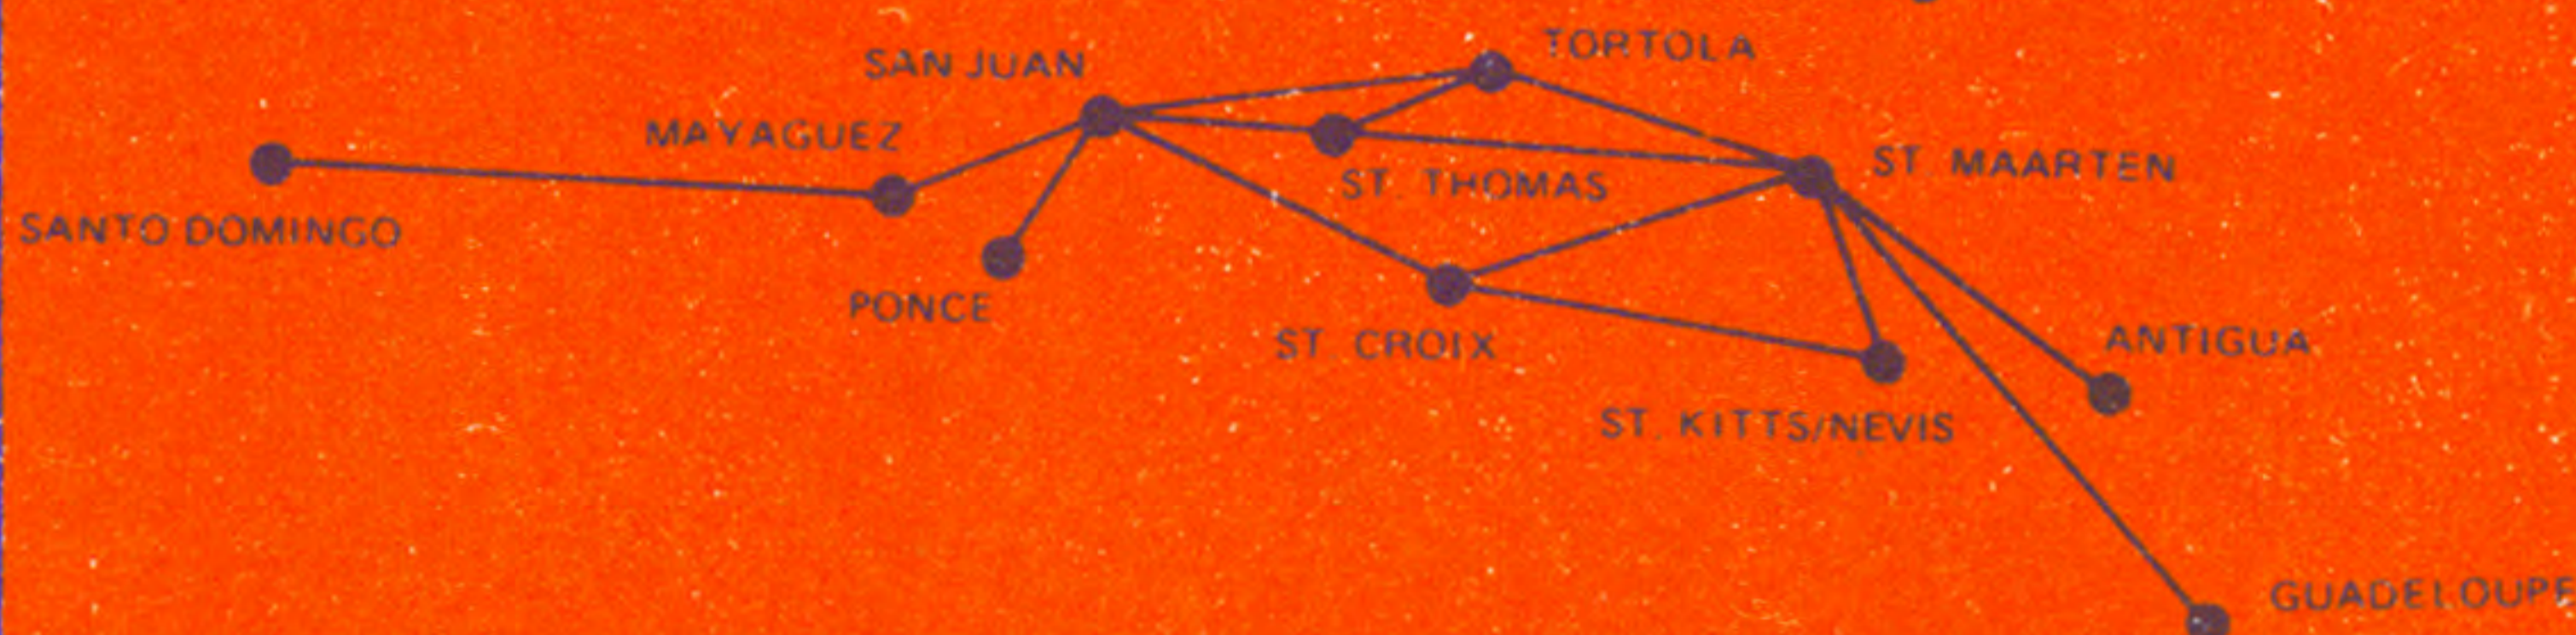 TORTOLA
SAN JUAN
MAYAGUEZ
ST. MAARTEN
ST. THOMAS
SANTO DOMINGO
PONCE
ST. CROIX
ANTIGUA
ST. KITTS/NEVIS
GUADELOUPE